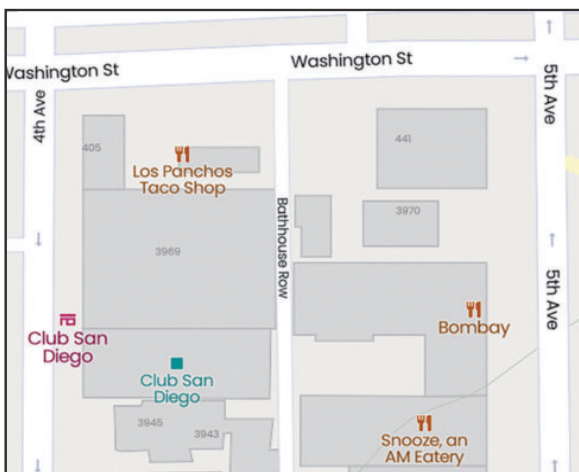 Washington St
Washington St
4th Ave
5th Ave
405
Los Panchos
Taco Shop
441
3970
Bathhouse Row
3969
5th Ave
Club San
Diego
Bombay
Club San
Diego
3945
3943
Snooze, an
AM Eatery